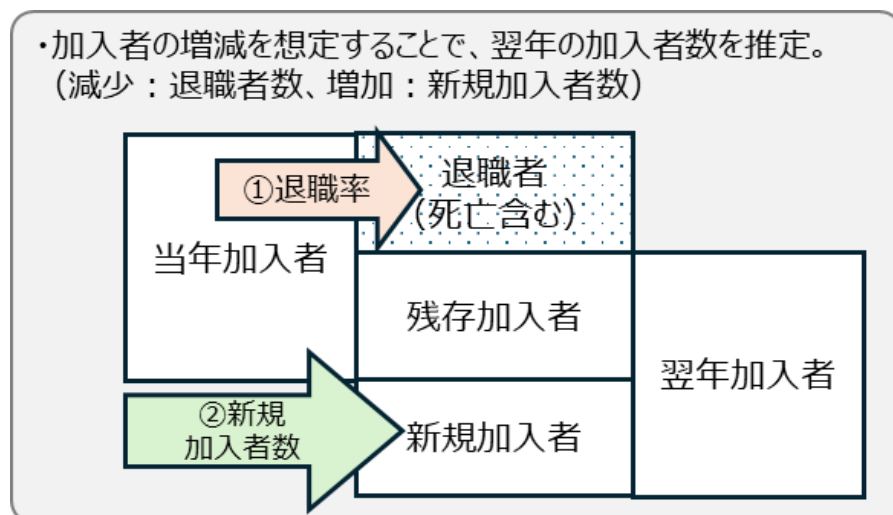 ・加入者の増減を想定することで、翌年の加入者数を推定。
（減少：退職者数、増加：新規加入者数）
①退職率
退職者
（死亡含む）
当年加入者
残存加入者
翌年加入者
②新規
加入者数
新規加入者